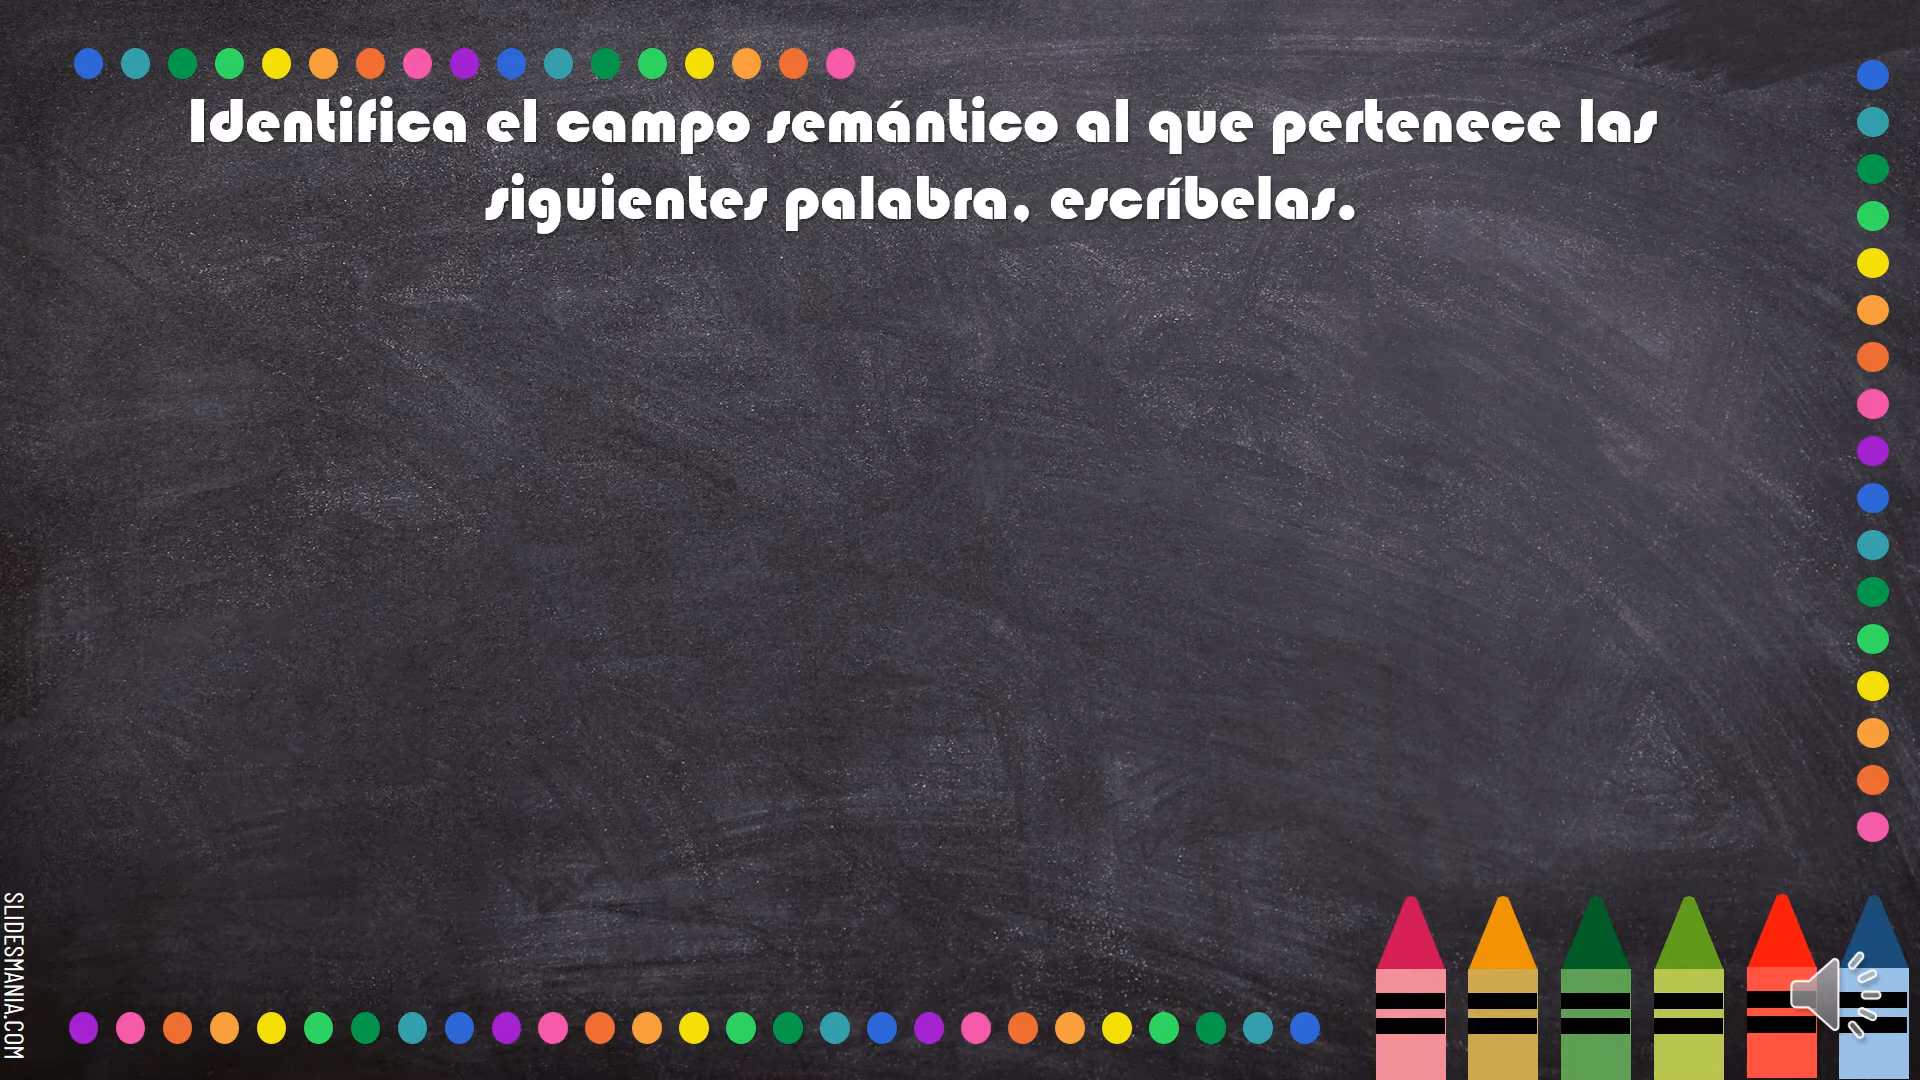 Identifica el campo semántico al que pertenece las
siguientes palabra, escríbelas.
SLIDESMANIA.COM